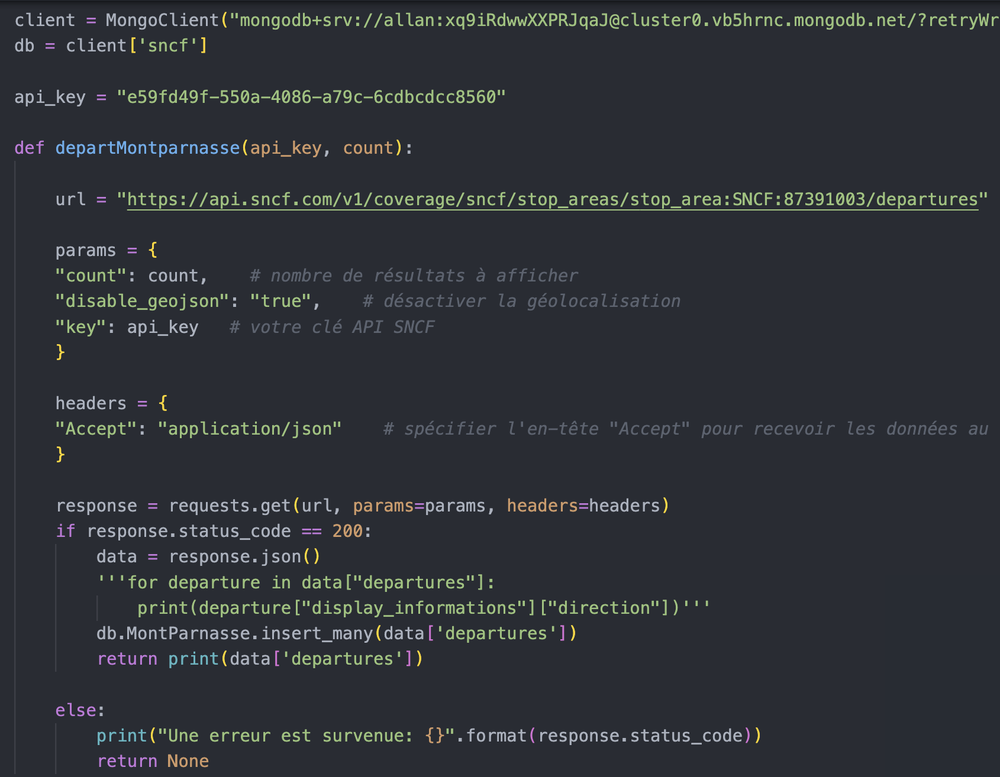 client = MongoClient("mongodb+srv://allan:xq9iRdwwXXPRJqaJ@cluster0.vb5hrnc.mongodb.net/?retryWr
db = client['sncf']
api_key = "e59fd49f-550a-4086-a79c-6cdbcdcc8560"
def departMontparnasse(api_key, count):
url = "https://api.sncf.com/v1/coverage/sncf/stop_areas/stop_area:SNCF:87391003/departures"
params = {
"count": count,    # nombre de résultats à afficher
"disable_geojson": "true",    # désactiver la géolocalisation
"key": api_key   # votre clé API SNCF
}
headers = {
"Accept": "application/json"    # spécifier l'en-tête "Accept" pour recevoir les données au
}
response = requests.get(url, params=params, headers=headers)
if response.status_code == 200:
data = response.json()
'''for departure in data["departures"]:
print(departure["display_informations"]["direction"])'''
db.MontParnasse.insert_many(data['departures'])
return print(data['departures'])
else:
print("Une erreur est survenue: {}".format(response.status_code))
return None